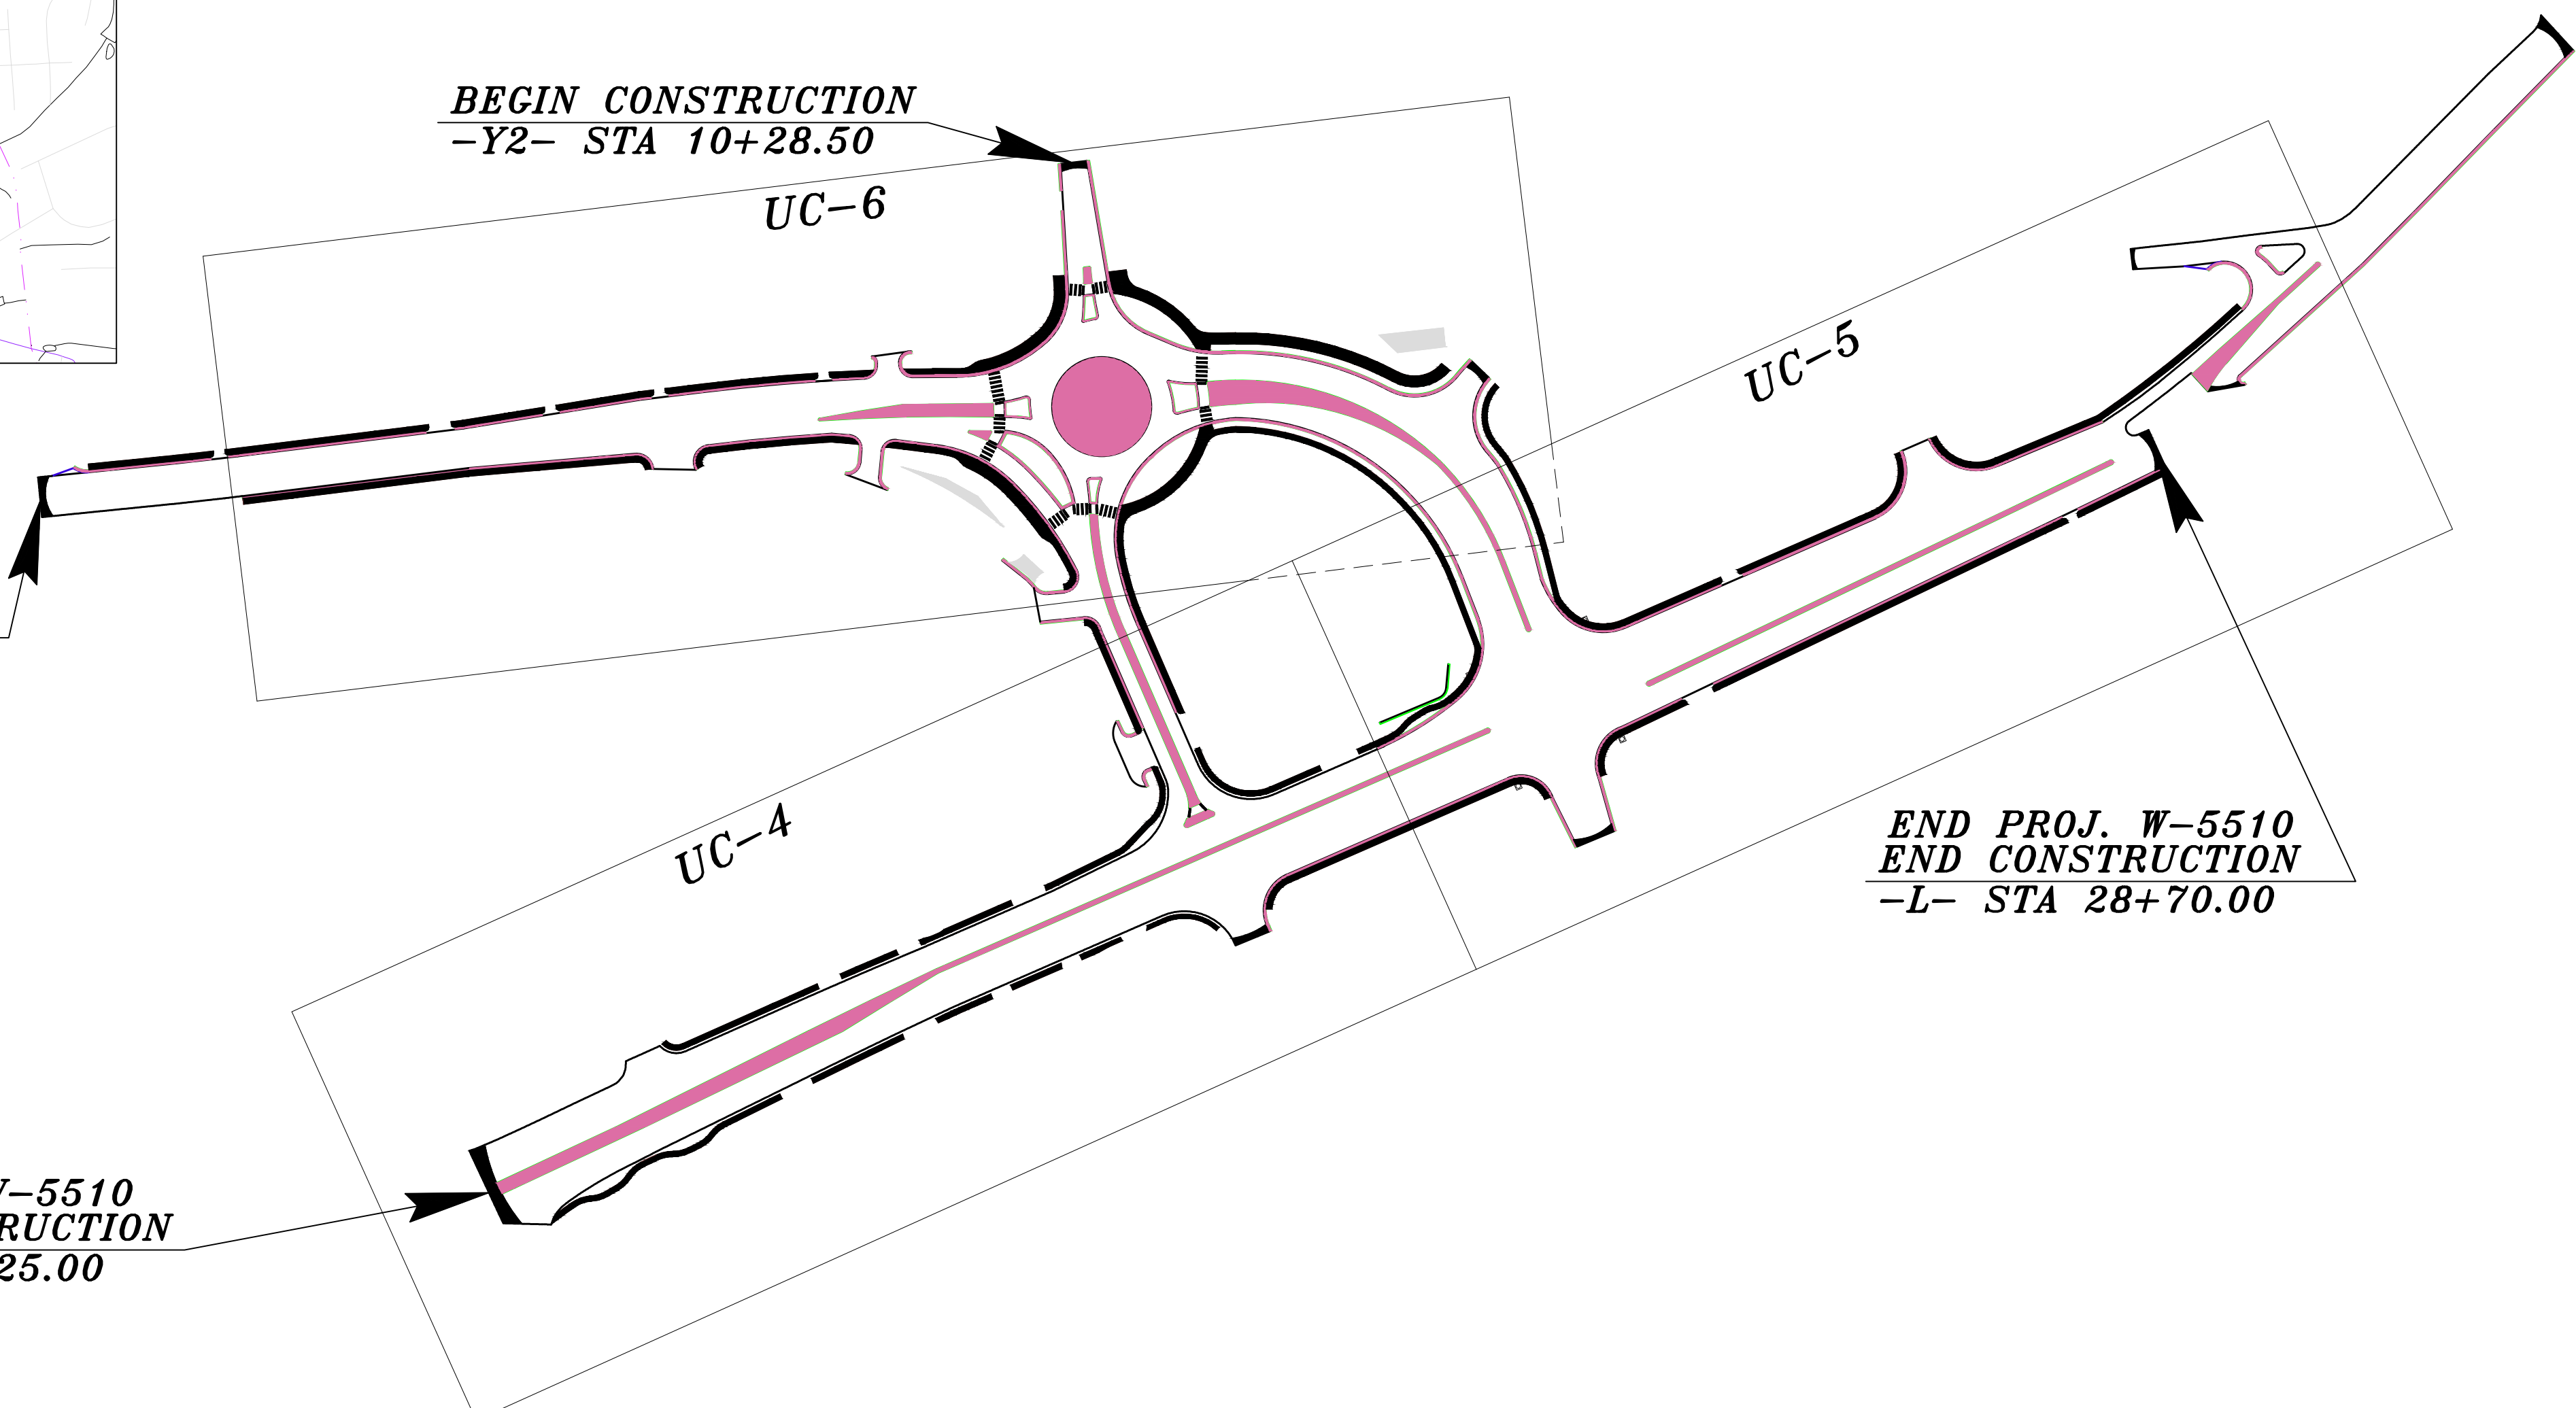 BEGIN CONSTRUCTION
-Y2- STA 10+28.50
UC-6
UC-5
UC-4
END PROJ. W-5510
END CONSTRUCTION
-L- STA 28+70.00
-5510
RUCTION
25.00